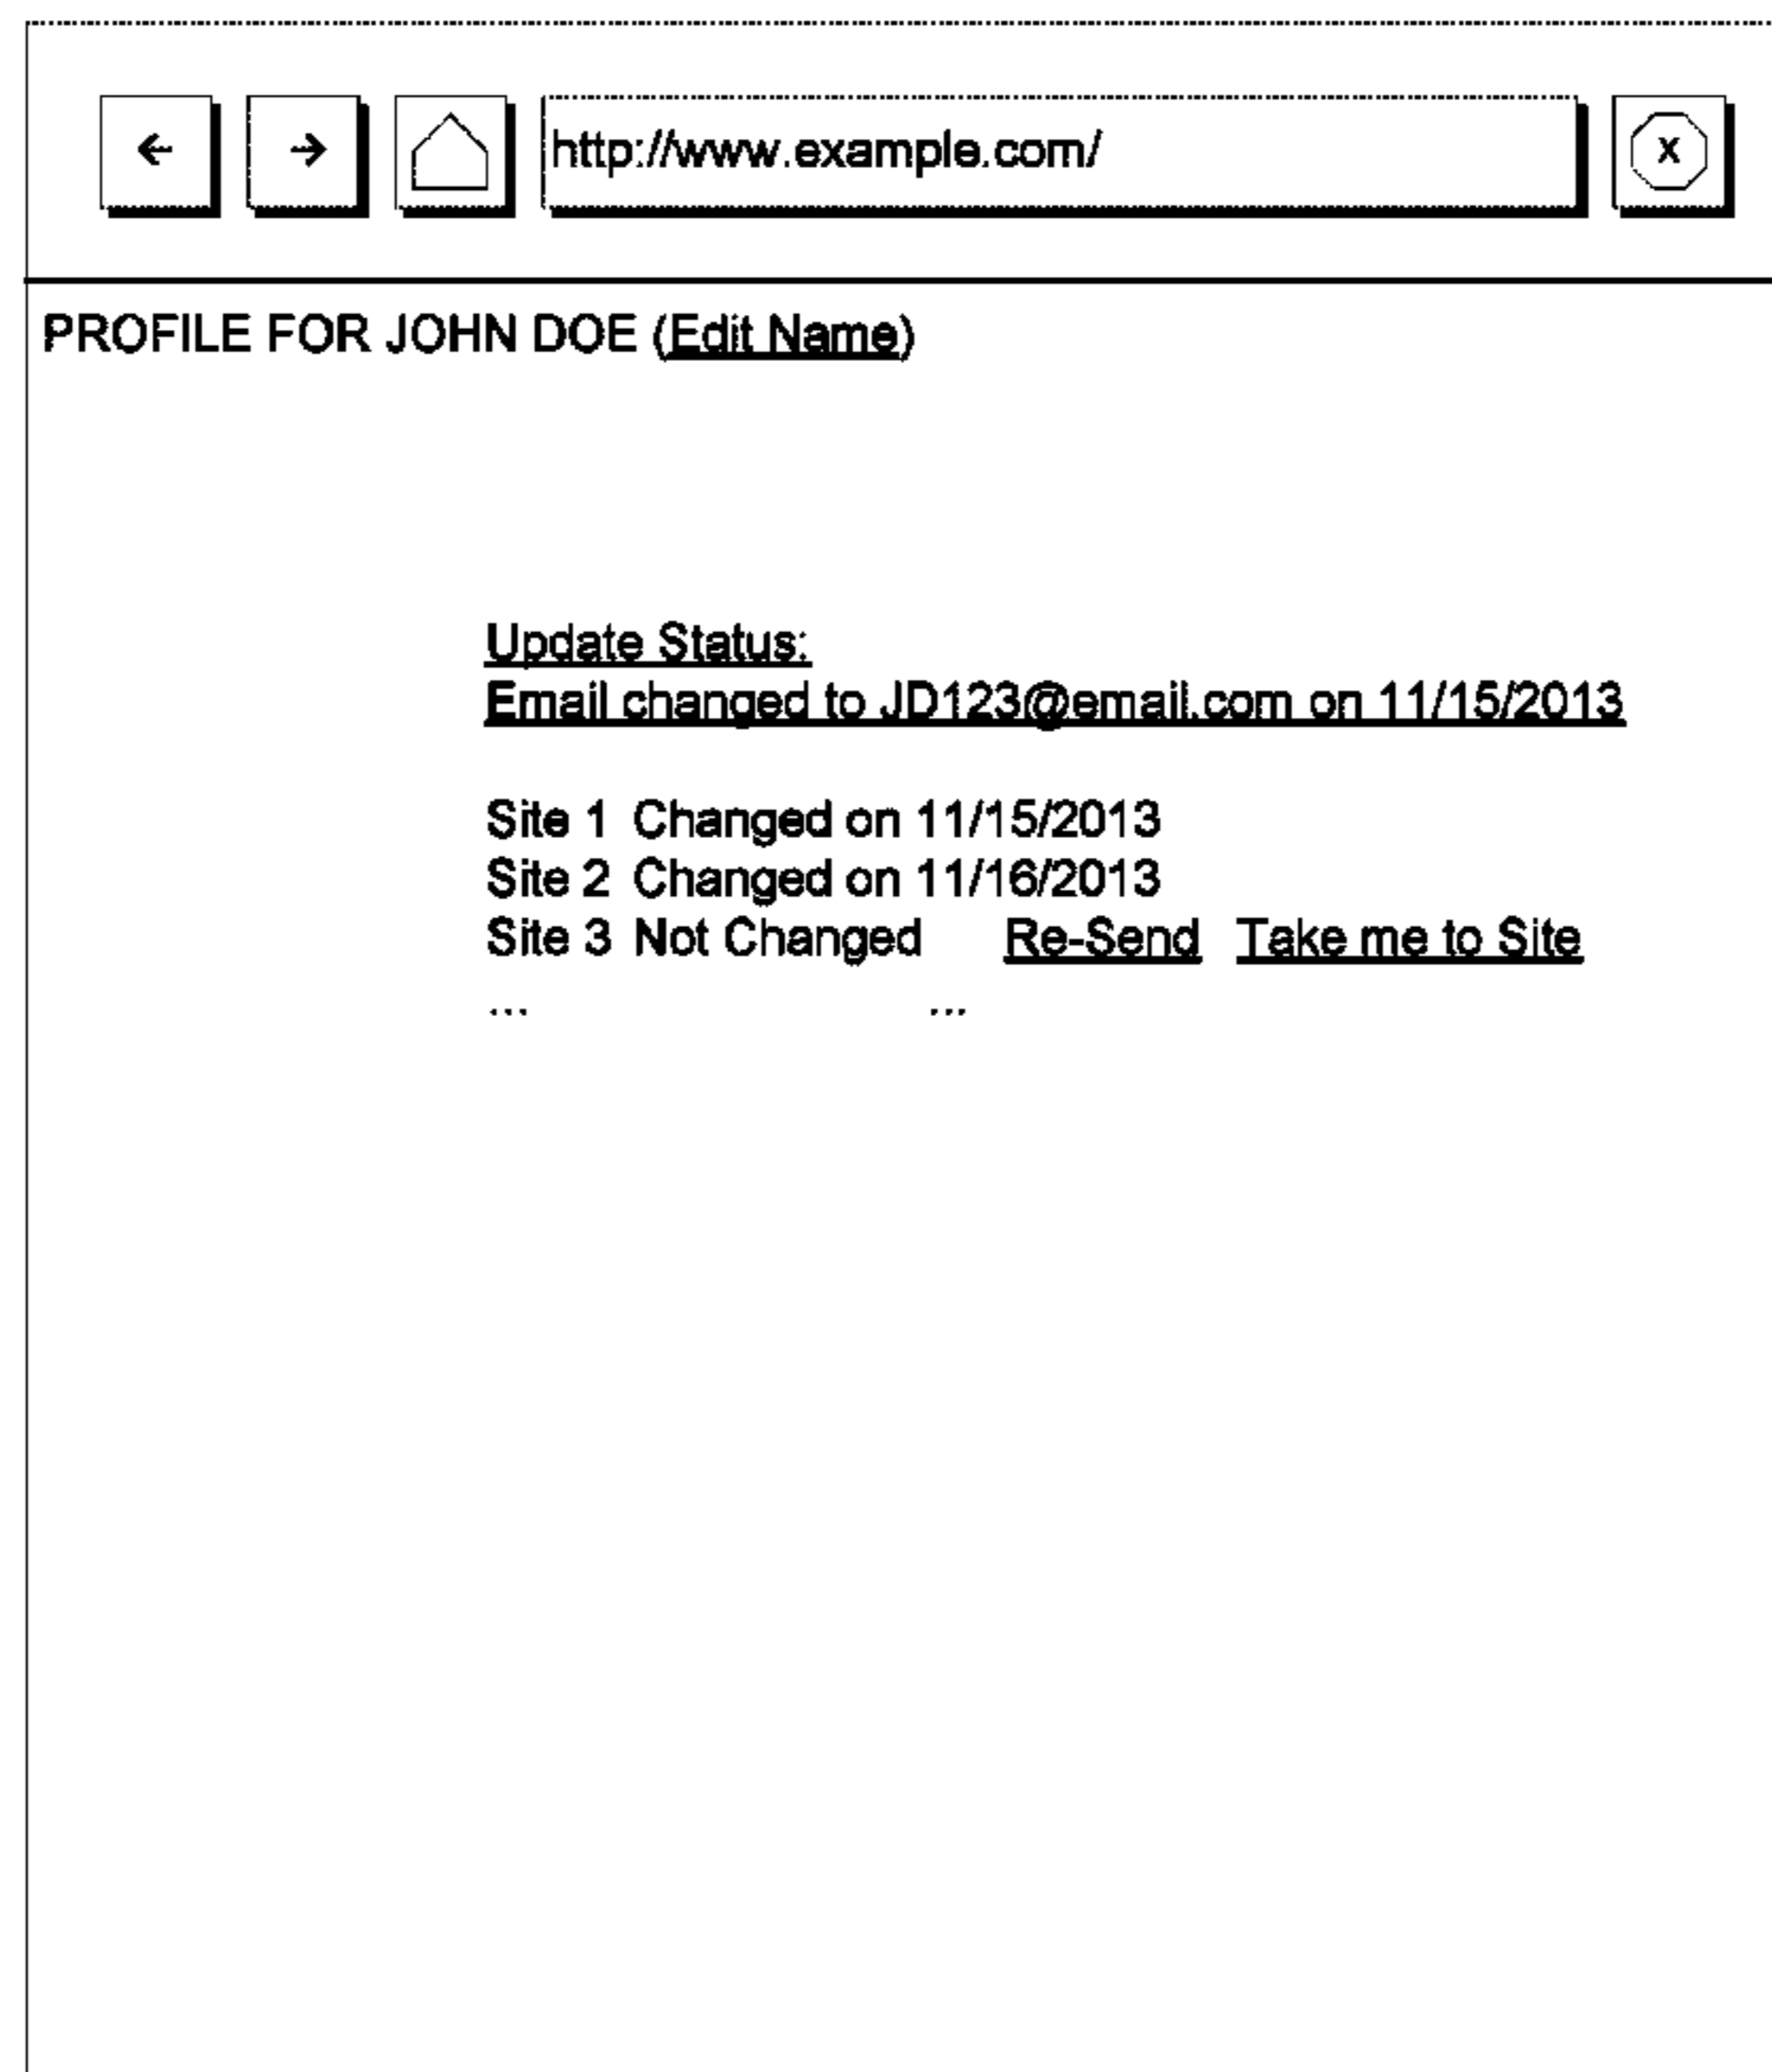 http://www.example.com/
x
PROFILE FOR JOHN DOE (Edit Name)
Update Status:
Email changed to JD123@email.com on 11/15/2013
Site 1 Changed on 11/15/2013
Site 2 Changed on 11/16/2013
Site 3 Not Changed Re-Send Take me to Site
... ...